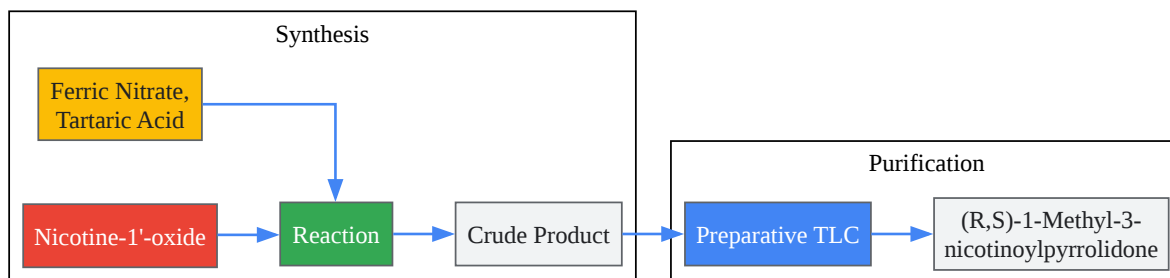 Synthesis
Ferric Nitrate,
Tartaric Acid
Nicotine-1'-oxide
Reaction
Crude Product
Purification
Preparative TLC
(R,S)-1-Methyl-3-
nicotinoylpyrrolidone